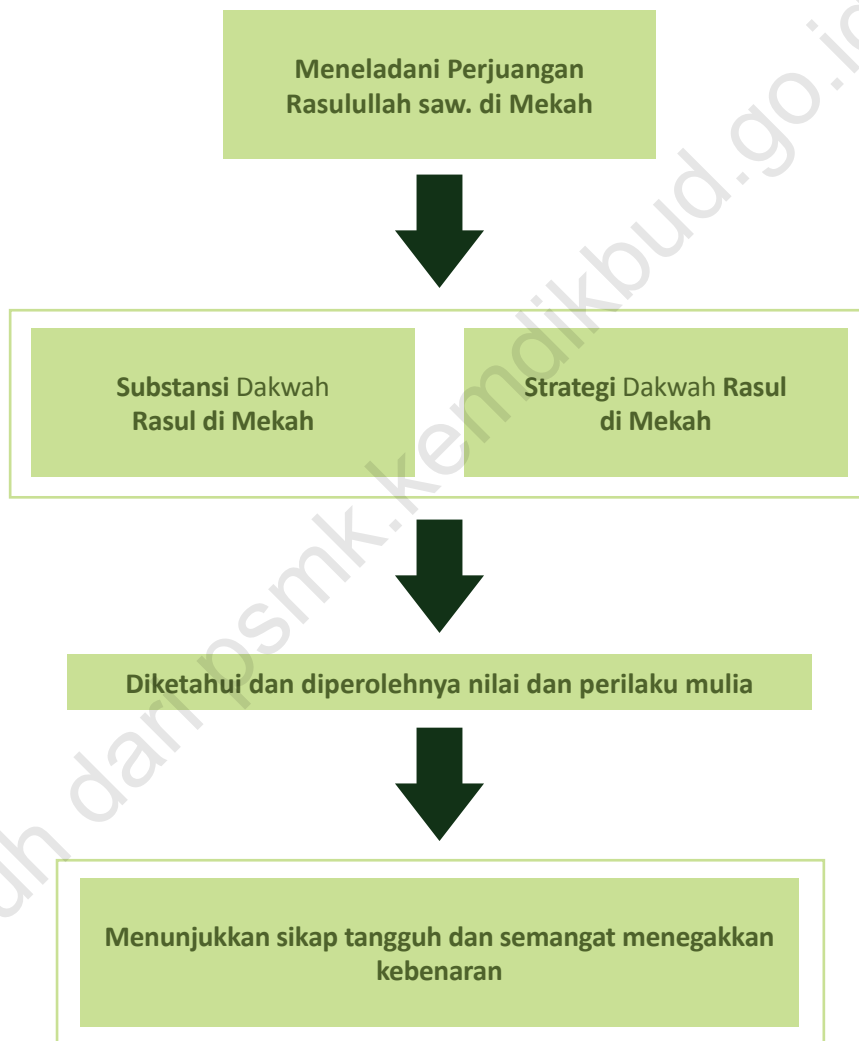 Meneladani Perjuangan
Rasulullah saw. di Mekah
Substansi Dakwah
Rasul di Mekah
Strategi Dakwah Rasul
di Mekah
Diketahui dan diperolehnya nilai dan perilaku mulia
Menunjukkan sikap tangguh dan semangat menegakkan
kebenaran
dari psmk.kemdikbud.go.id